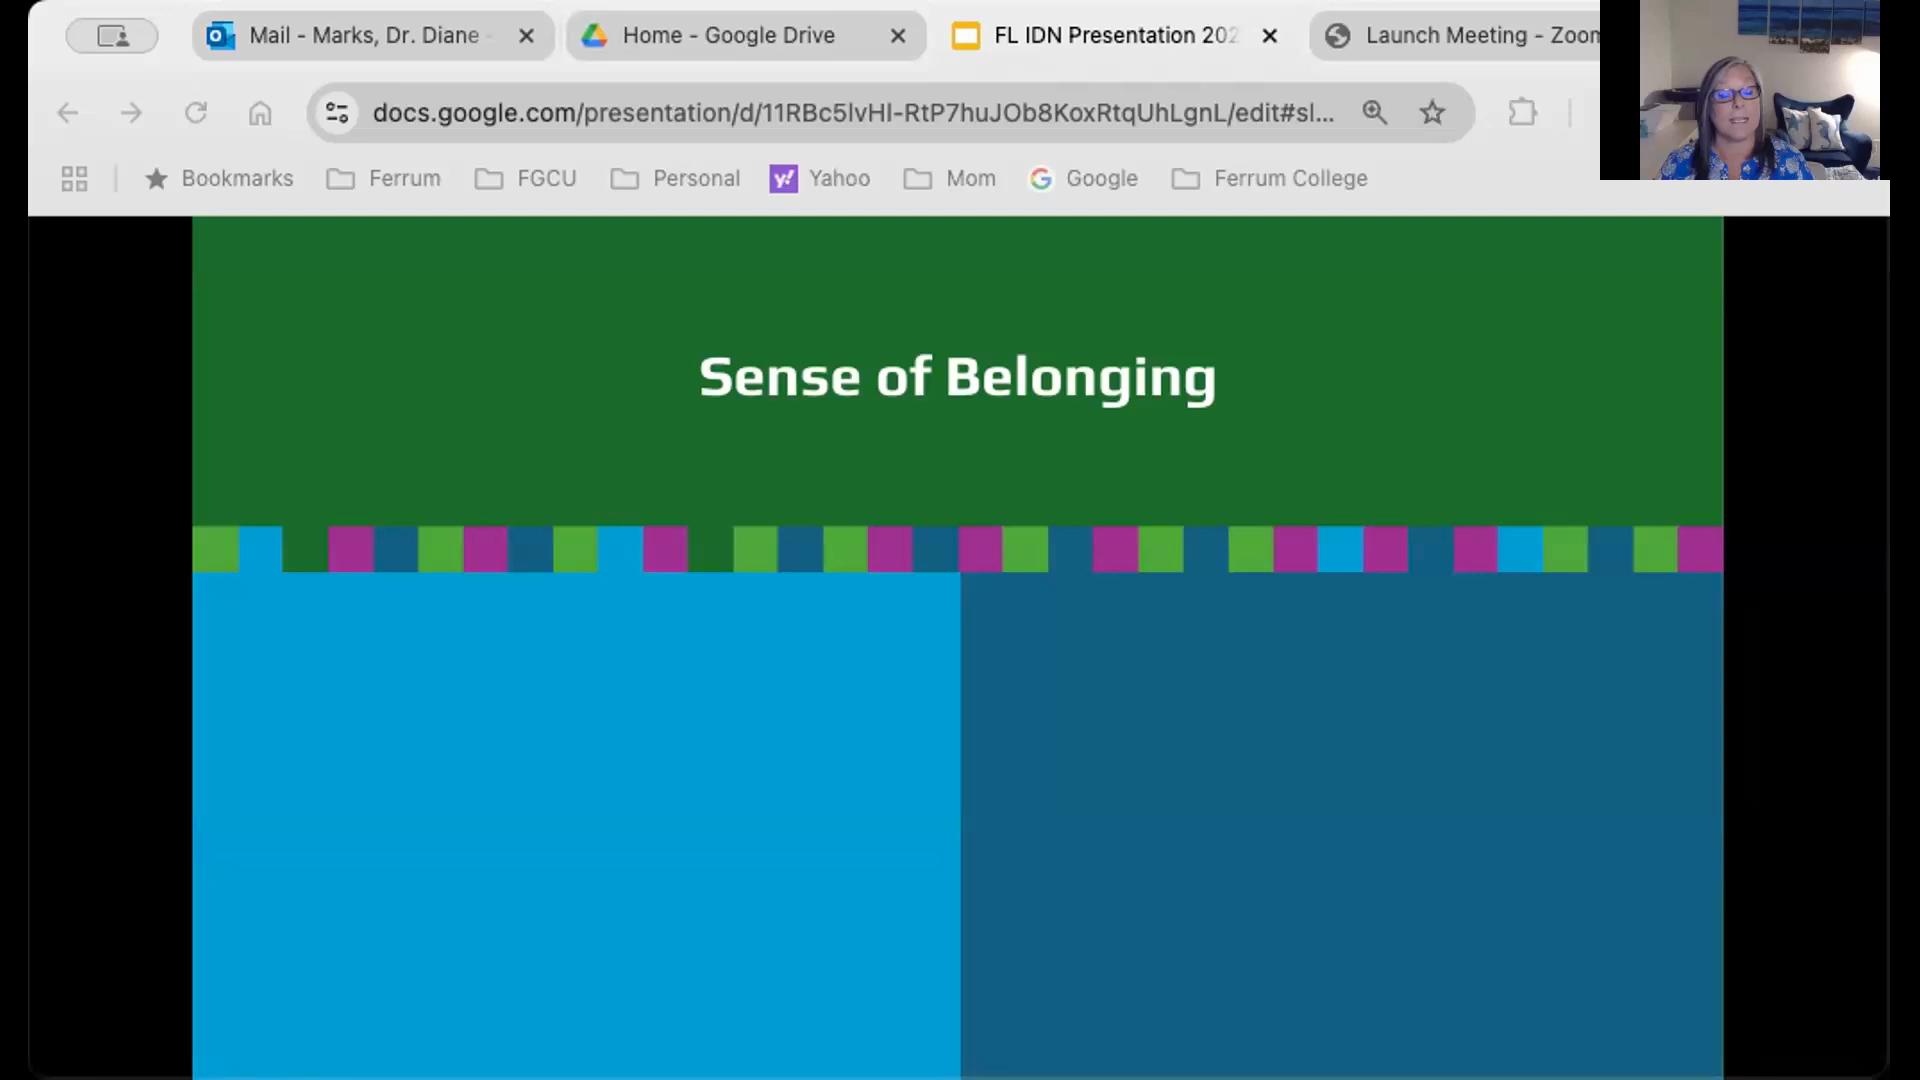 Mail - Marks, Dr. Diane -
Home - Google Drive
FL IDN Presentation 202
Launch Meeting - Zoom
docs.google.com/presentation/d/11RBc5lvHl-RtP7huJOb8KoxRtqUhLgnL/edit#sl...
Bookmarks
Ferrum
FGCU
Personal
Yahoo
Mom
Google
Ferrum College
Sense of Belonging